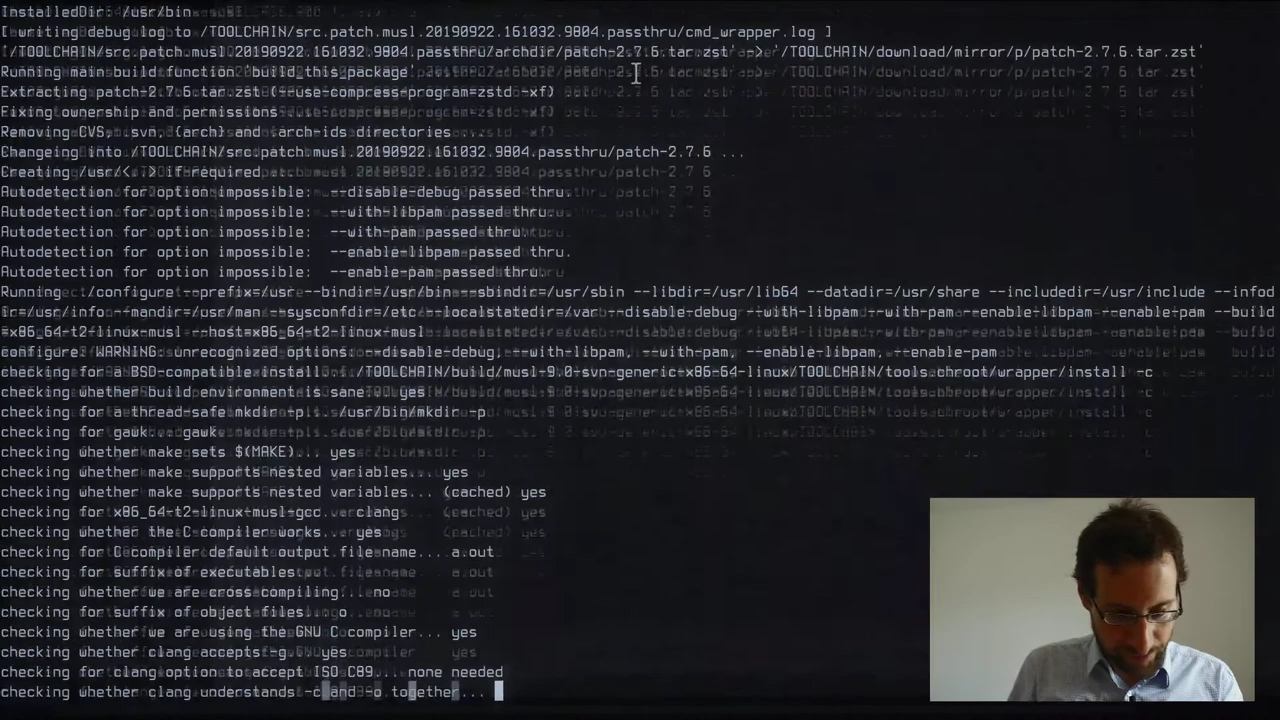 InstalledDir: /usr/bin
[ writing debug log to /TOOLCHAIN/src.patch.musl.20190922.161032.9804.passthru/cmd_wrapper.log ]
'/TOOLCHAIN/src.patch.musl.20190922.161032.9804.passthru/archdir/patch-2.7.6.tar.zst' -> '/TOOLCHAIN/download/mirror/p/patch-2.7.6.tar.zst'
Running main build function 'build_this_package'
Extracting patch-2.7.6.tar.zst (--use-compress-program=zstd -xf)
Fixing ownership and permissions
Removing CVS, svn, {arch} and .arch-ids directories ...
Changeing into /TOOLCHAIN/src.patch.musl.20190922.161032.9804.passthru/patch-2.7.6 ...
Creating /usr/<..> if required ...
Autodetection for option impossible:  --disable-debug passed thru.
Autodetection for option impossible:  --with-libpam passed thru.
Autodetection for option impossible:  --with-pam passed thru.
Autodetection for option impossible:  --enable-libpam passed thru.
Autodetection for option impossible:  --enable-pam passed thru.
Running ./configure --prefix=/usr --bindir=/usr/bin --sbindir=/usr/sbin --libdir=/usr/lib64 --datadir=/usr/share --includedir=/usr/include --infod
ir=/usr/info --mandir=/usr/man --sysconfdir=/etc --localstatedir=/var --disable-debug --with-libpam --with-pam --enable-libpam --enable-pam --build
=x86_64-t2-linux-musl --host=x86_64-t2-linux-musl
configure: WARNING: unrecognized options: --disable-debug, --with-libpam, --with-pam, --enable-libpam, --enable-pam
checking for a BSD-compatible install... /TOOLCHAIN/build/musl-9.0-svn-generic-x86-64-linux/TOOLCHAIN/tools.chroot/wrapper/install -c
checking whether build environment is sane... yes
checking for a thread-safe mkdir -p... /usr/bin/mkdir -p
checking for gawk... gawk
checking whether make sets $(MAKE)... yes
checking whether make supports nested variables... yes
checking whether make supports nested variables... (cached) yes
checking for x86_64-t2-linux-musl-gcc... clang
checking whether the C compiler works... yes
checking for C compiler default output file name... a.out
checking for suffix of executables...
checking whether we are cross compiling... no
checking for suffix of object files... o
checking whether we are using the GNU C compiler... yes
checking whether clang accepts -g... yes
checking for clang option to accept ISO C89... none needed
checking whether clang understands -c and -o together...